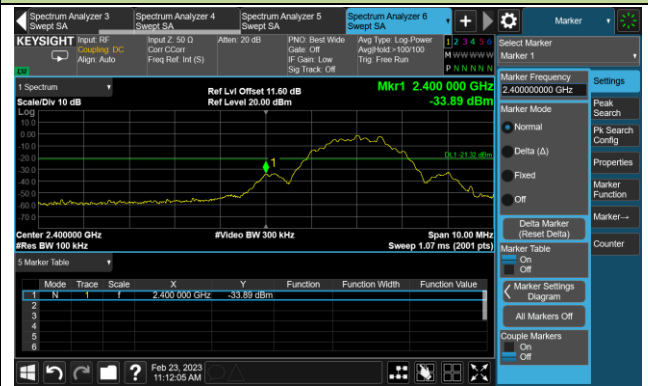 Spectrum Analyzer 3
Swept SA
Spectrum Analyzer 4
Swept SA
Spectrum Analyzer 5
Swept SA
Spectrum Analyzer 6
Swept SA
Marker
KEYSIGHT
Input: RF
Coupling: DC
Align: Auto
Input Z: 50 Ω
Corr CCorr
Freq Ref: Int (S)
Atten: 20 dB
PNO: Best Wide
Gate: Off
IF Gain: Low
Sig Track: Off
Avg Type: Log-Power
Avg|Hold:>100/100
Trig: Free Run
1 2 3 4 5 6
M W W W W W
P N N N N N
Select Marker
Marker 1
1 Spectrum
Scale/Div 10 dB
Ref Lvl Offset 11.60 dB
Ref Level 20.00 dBm
Mkr1 2.400000 GHz
-33.89 dBm
Log
10.0
0.00
-10.0
-20.0
-30.0
-40.0
-50.0
-60.0
-70.0
1
DL1 -21.32 dBm
Center 2.400000 GHz
#Res BW 100 kHz
#Video BW 300 kHz
Span 10.00 MHz
Sweep 1.07 ms (2001 pts)
5 Marker Table
Mode Trace Scale X Y Function Function Width Function Value
1 N 1 f 2.400 000 GHz -33.89 dBm
2
3
4
5
6
Marker Frequency
2.400000000 GHz
Marker Mode
Normal
Delta (Δ)
Fixed
Off
Delta Marker
(Reset Delta)
Marker Table
On
Off
Marker Settings
Diagram
All Markers Off
Couple Markers
On
Off
Settings
Peak
Search
Pk Search
Config
Properties
Marker
Function
Marker→
Counter
Feb 23, 2023
11:12:05 AM